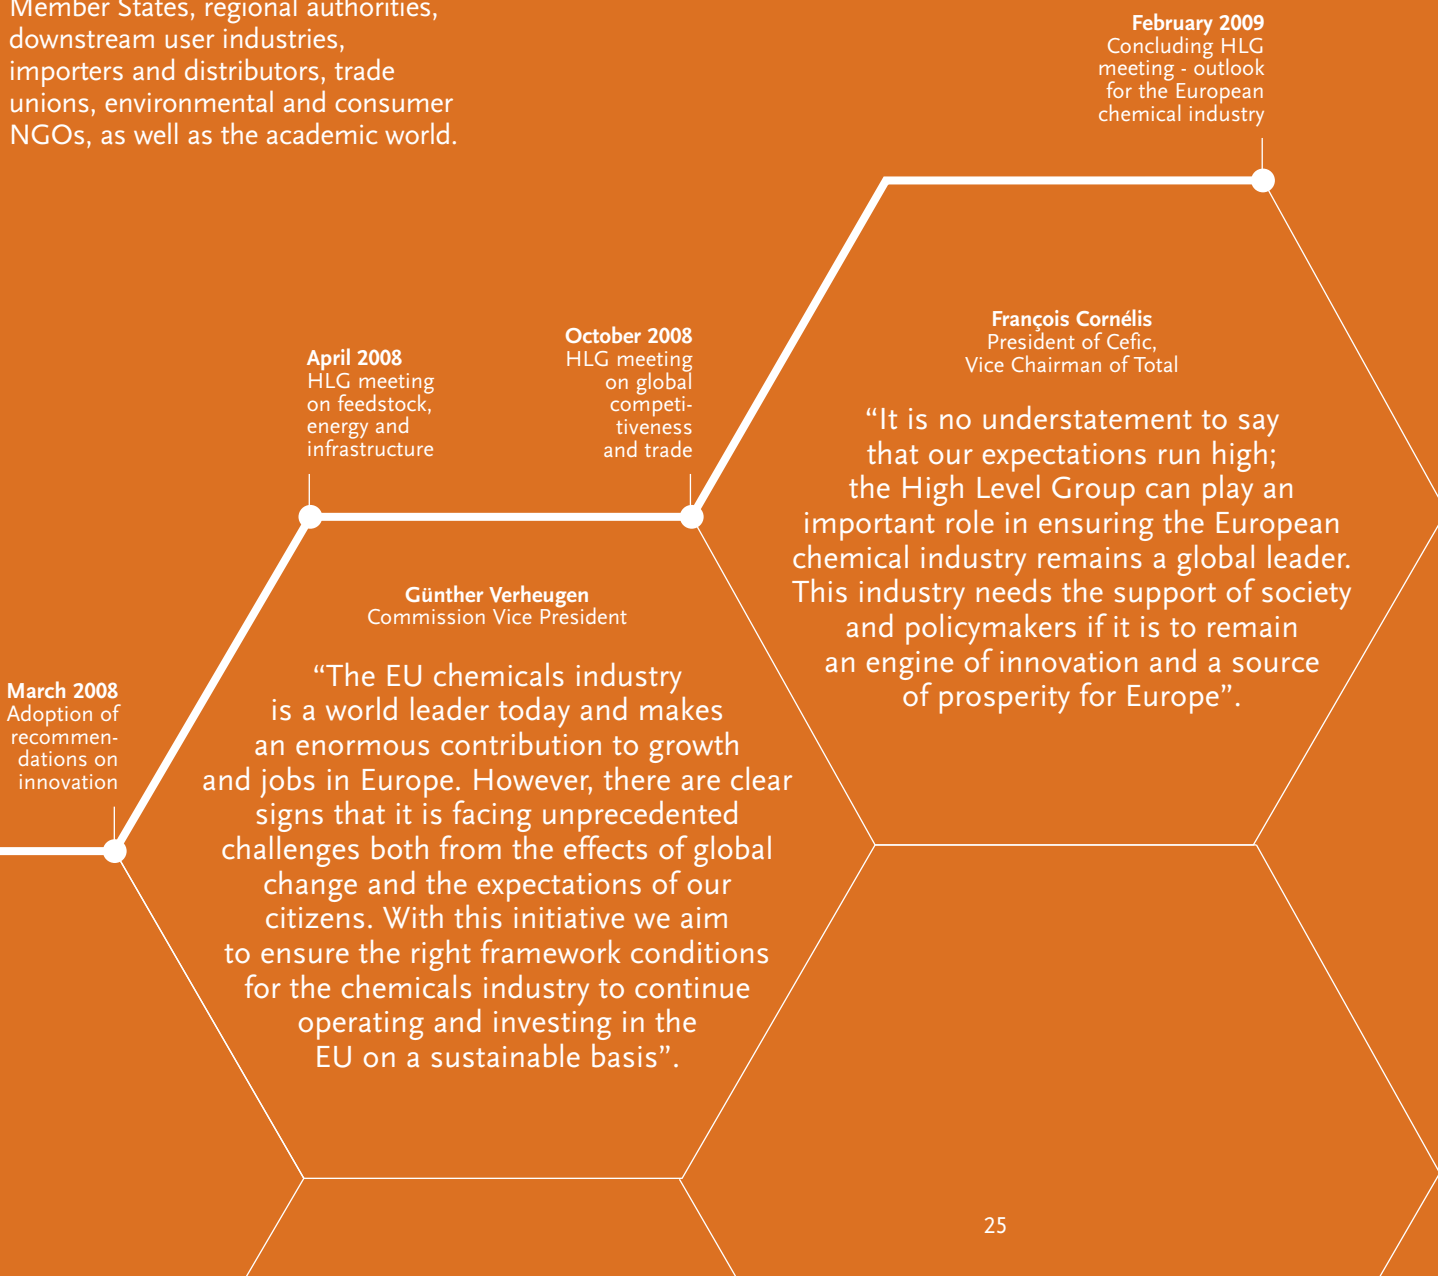 Member States, regional authorities,
downstream user industries,
importers and distributors, trade
unions, environmental and consumer
NGOs, as well as the academic world.
February 2009
Concluding HLG
meeting - outlook
for the European
chemical industry
April 2008
HLG meeting
on feedstock,
energy and
infrastructure
October 2008
HLG meeting
on global
competi-
tiveness
and trade
François Cornélis
President of Cefic,
Vice Chairman of Total
“It is no understatement to say
that our expectations run high;
the High Level Group can play an
important role in ensuring the European
chemical industry remains a global leader.
This industry needs the support of society
and policymakers if it is to remain
an engine of innovation and a source
of prosperity for Europe”.
March 2008
Adoption of
recommen-
dations on
innovation
Günther Verheugen
Commission Vice President
“The EU chemicals industry
is a world leader today and makes
an enormous contribution to growth
and jobs in Europe. However, there are clear
signs that it is facing unprecedented
challenges both from the effects of global
change and the expectations of our
citizens. With this initiative we aim
to ensure the right framework conditions
for the chemicals industry to continue
operating and investing in the
EU on a sustainable basis”.
25